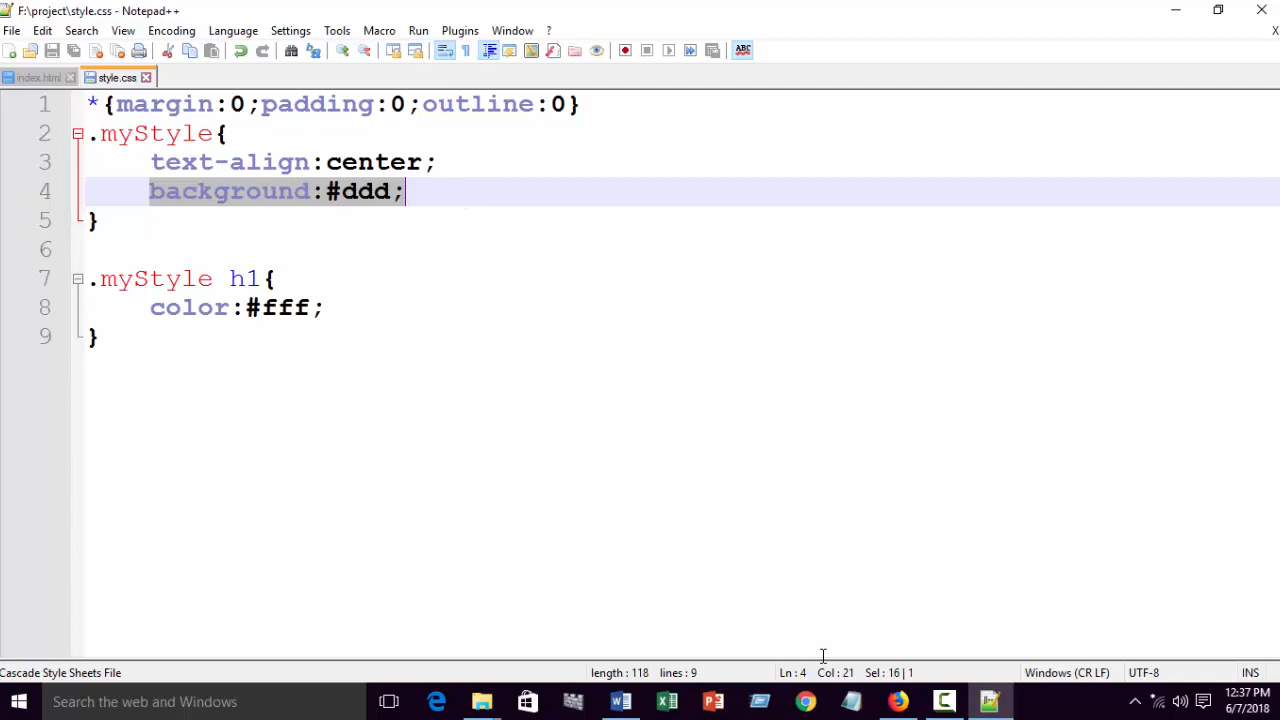 F:\project\style.css - Notepad++
File Edit Search View Encoding Language Settings Tools Macro Run Plugins Window ? X
index.html style.css
1 *{margin:0;padding:0;outline:0}
2 .myStyle{
3 text-align:center;
4 background:#ddd;
5 }
6
7 .myStyle h1{
8 color:#fff;
9 }
Cascade Style Sheets File length : 118 lines : 9 Ln : 4 Col : 21 Sel : 16 | 1 Windows (CR LF) UTF-8 INS
Search the web and Windows 12:37 PM
6/7/2018